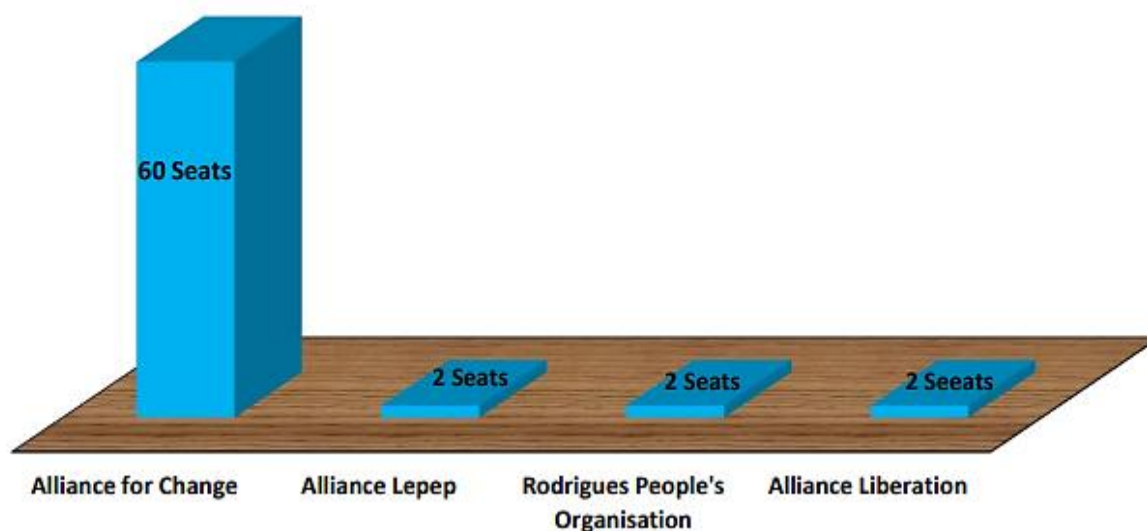 60 Seats
2 Seats
2 Seats
2 Seeats
Alliance for Change
Alliance Lepep
Rodrigues People's
Organisation
Alliance Liberation